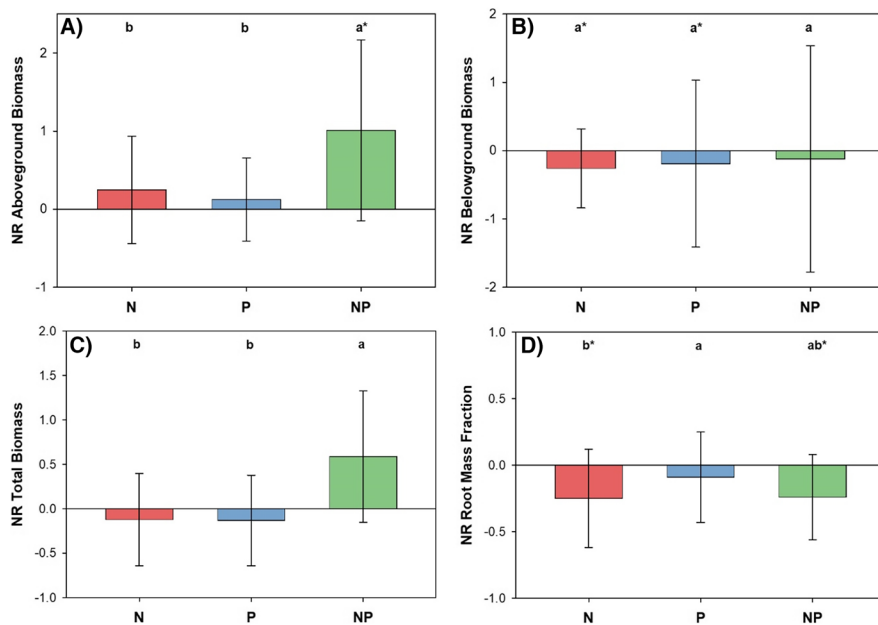 A)
b b a*
NR Aboveground Biomass
2
1
0
-1
N P NP
B)
a* a* a
NR Belowground Biomass
2
1
0
-1
-2
N P NP
C)
b b a
NR Total Biomass
2.0
1.5
1.0
0.5
0.0
-0.5
-1.0
N P NP
D)
b* a ab*
NR Root Mass Fraction
1.0
0.5
0.0
-0.5
-1.0
N P NP